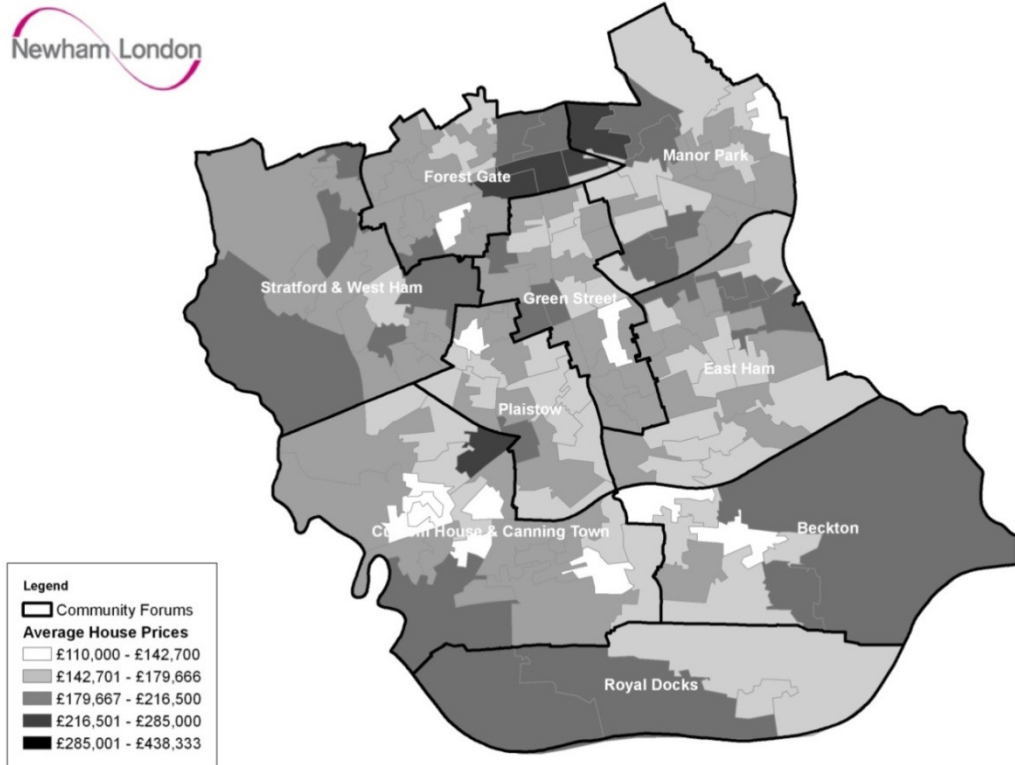 Newham London
Manor Park
Forest Gate
Stratford & West Ham
Green Street
East Ham
Plaistow
Custom House & Canning Town
Beckton
Royal Docks
Legend
Community Forums
Average House Prices
£110,000 - £142,700
£142,701 - £179,666
£179,667 - £216,500
£216,501 - £285,000
£285,001 - £438,333